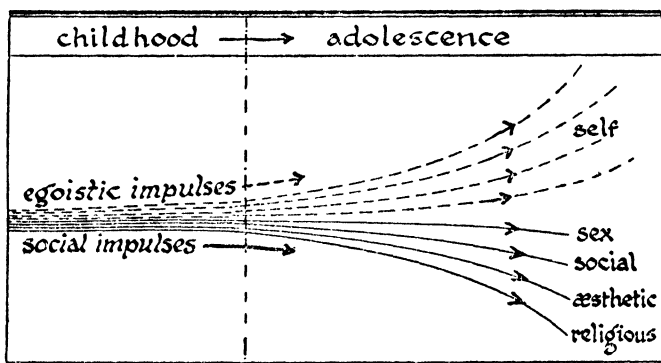 childhood → adolescence
self
egoistic impulses
social impulses
sex
social
æsthetic
religious